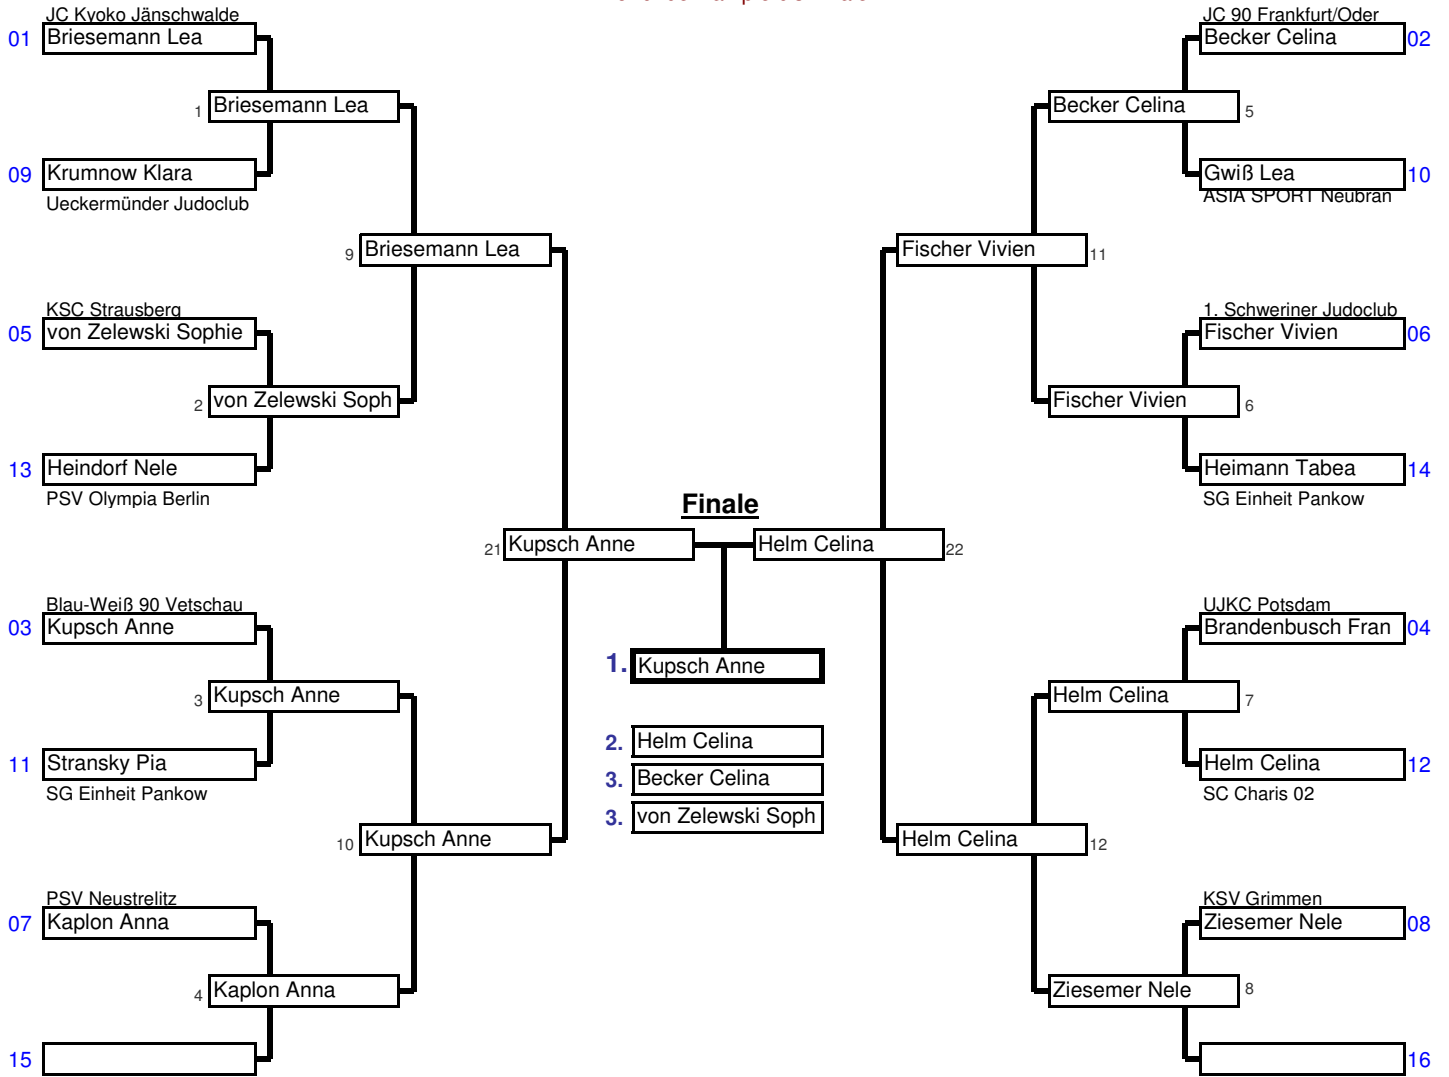 JC Kyoko Jänschwalde
01 Briesemann Lea
1 Briesemann Lea
09 Krumnow Klara
Ueckermünder Judoclub
9 Briesemann Lea
KSC Strausberg
05 von Zelewski Sophie
2 von Zelewski Soph
13 Heindorf Nele
PSV Olympia Berlin
21 Kupsch Anne
Blau-Weiß 90 Vetschau
03 Kupsch Anne
3 Kupsch Anne
11 Stransky Pia
SG Einheit Pankow
10 Kupsch Anne
PSV Neustrelitz
07 Kaplon Anna
4 Kaplon Anna
15
Finale
1. Kupsch Anne
2. Helm Celina
3. Becker Celina
3. von Zelewski Soph
JC 90 Frankfurt/Oder
Becker Celina 02
Becker Celina 5
Gwiß Lea 10
ASIA SPORT Neubran
Fischer Vivien 11
1. Schweriner Judoclub
Fischer Vivien 06
Fischer Vivien 6
Heimann Tabea 14
SG Einheit Pankow
Helm Celina 22
UJKC Potsdam
Brandenbusch Fran 04
Helm Celina 7
Helm Celina 12
SC Charis 02
Helm Celina 12
KSV Grimmen
Ziesemer Nele 08
Ziesemer Nele 8
16